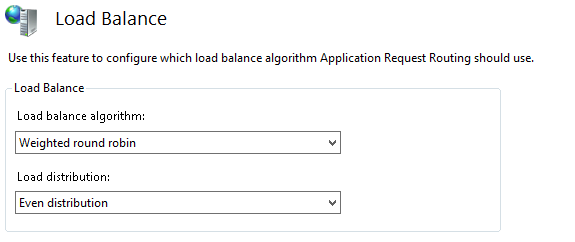 Load Balance
Use this feature to configure which load balance algorithm Application Request Routing should use.
Load Balance
Load balance algorithm:
Weighted round robin
Load distribution:
Even distribution